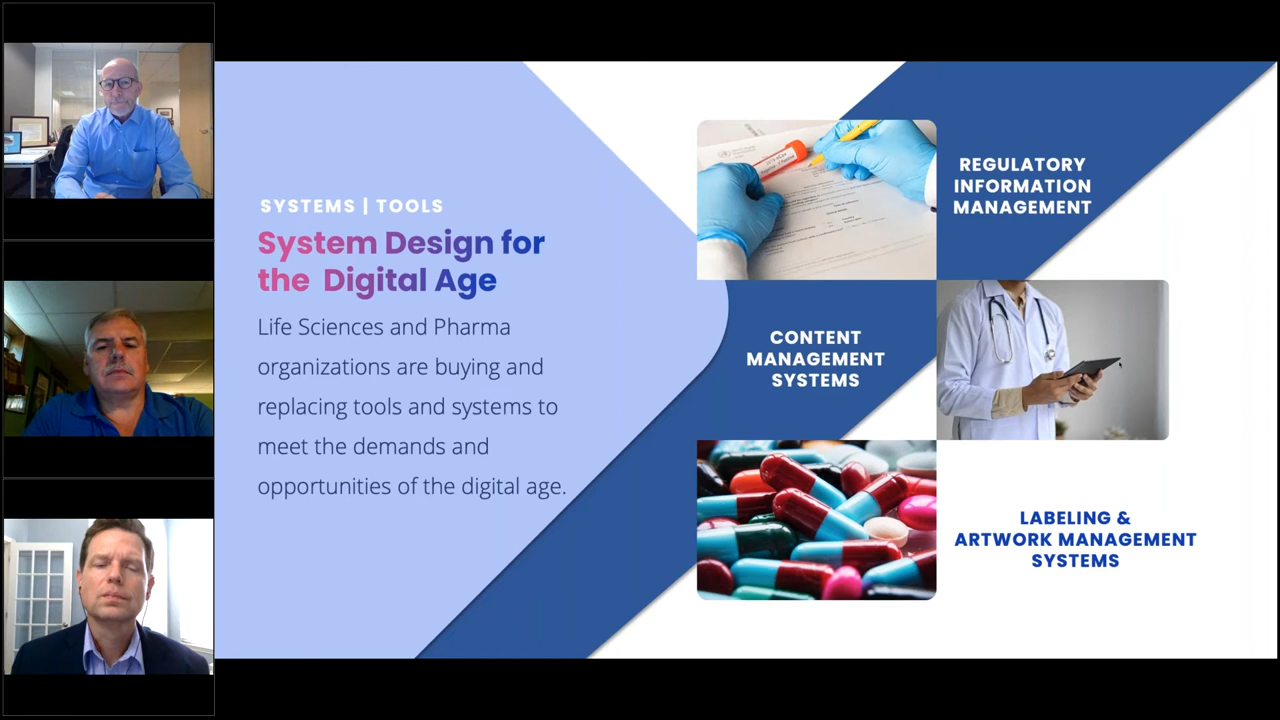 SYSTEMS | TOOLS
System Design for
the Digital Age
Life Sciences and Pharma
organizations are buying and
replacing tools and systems to
meet the demands and
opportunities of the digital age.
REGULATORY
INFORMATION
MANAGEMENT
CONTENT
MANAGEMENT
SYSTEMS
LABELING &
ARTWORK MANAGEMENT
SYSTEMS